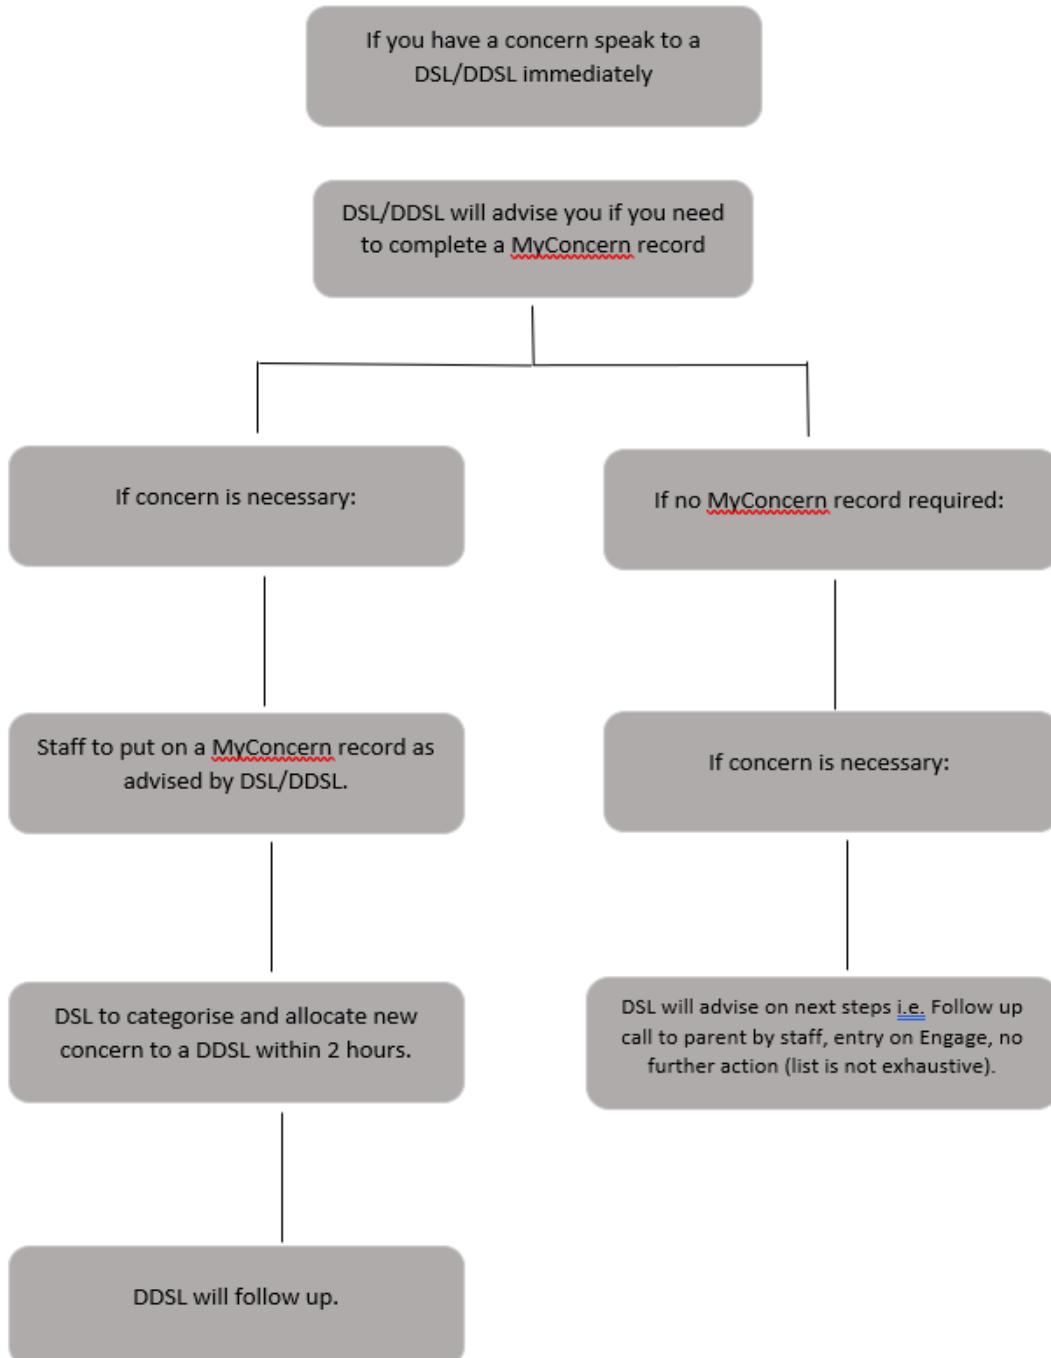 If you have a concern speak to a
DSL/DDSL immediately
DSL/DDSL will advise you if you need
to complete a MyConcern record
If concern is necessary:
If no MyConcern record required:
Staff to put on a MyConcern record as
advised by DSL/DDSL.
If concern is necessary:
DSL to categorise and allocate new
concern to a DDSL within 2 hours.
DSL will advise on next steps i.e. Follow up
call to parent by staff, entry on Engage, no
further action (list is not exhaustive).
DDSL will follow up.